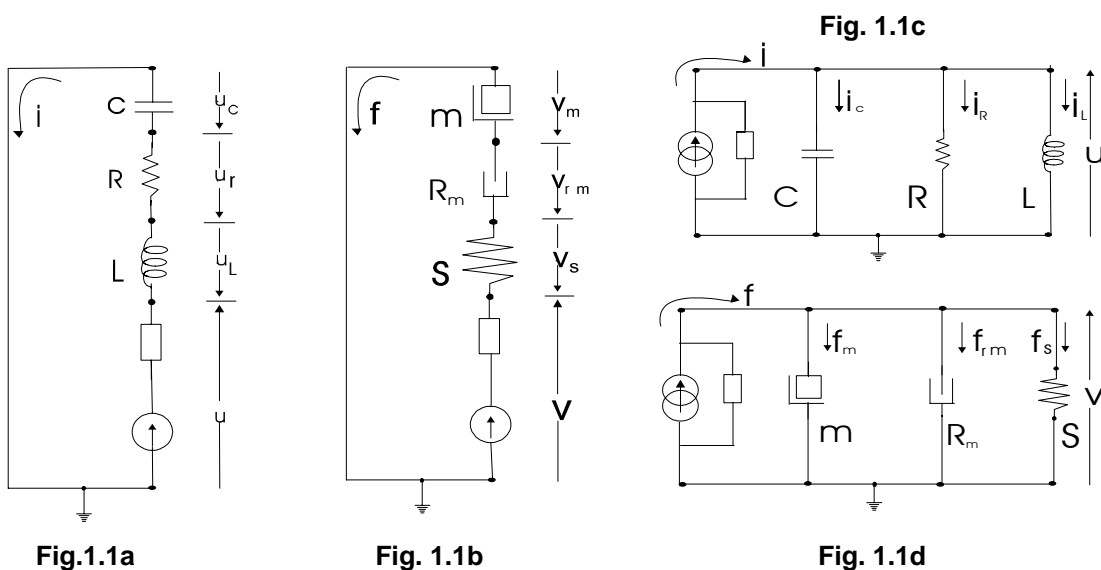 Fig. 1.1c
i
C
u_c
R
u_r
L
u_L
u
f
m
v_m
R_m
v_rm
S
v_s
V
i
i_c
i_R
i_L
C
R
L
u
f
f_m
f_rm
f_s
m
R_m
S
V
Fig.1.1a
Fig.1.1b
Fig. 1.1d